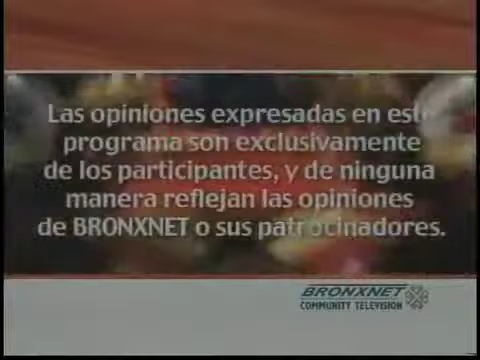 Las opiniones expresadas en este
programa son exclusivamente
de los participantes, y de ninguna
manera reflejan las opiniones
de BRONXNET o sus patrocinadores.
BRONXNET
COMMUNITY TELEVISION